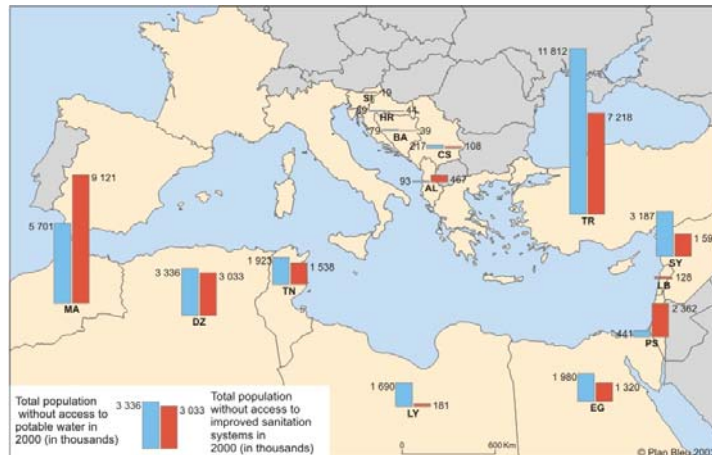 11 812
19
SI
44
HR
79
BA
39
7 218
217
CS
108
9 121
93
AL
467
5 701
TR
3 187
SY
1 923
1 538
3 336
3 033
TN
LB
128
MA
DZ
2 362
441
PS
1 690
1 980
1 320
LY
181
EG
Total population
without access to
potable water in
2000 (in thousands)
3 336
3 033
Total population
without access to
improved sanitation
systems in
2000 (in thousands)
0
600 Km
© Plan Bleu